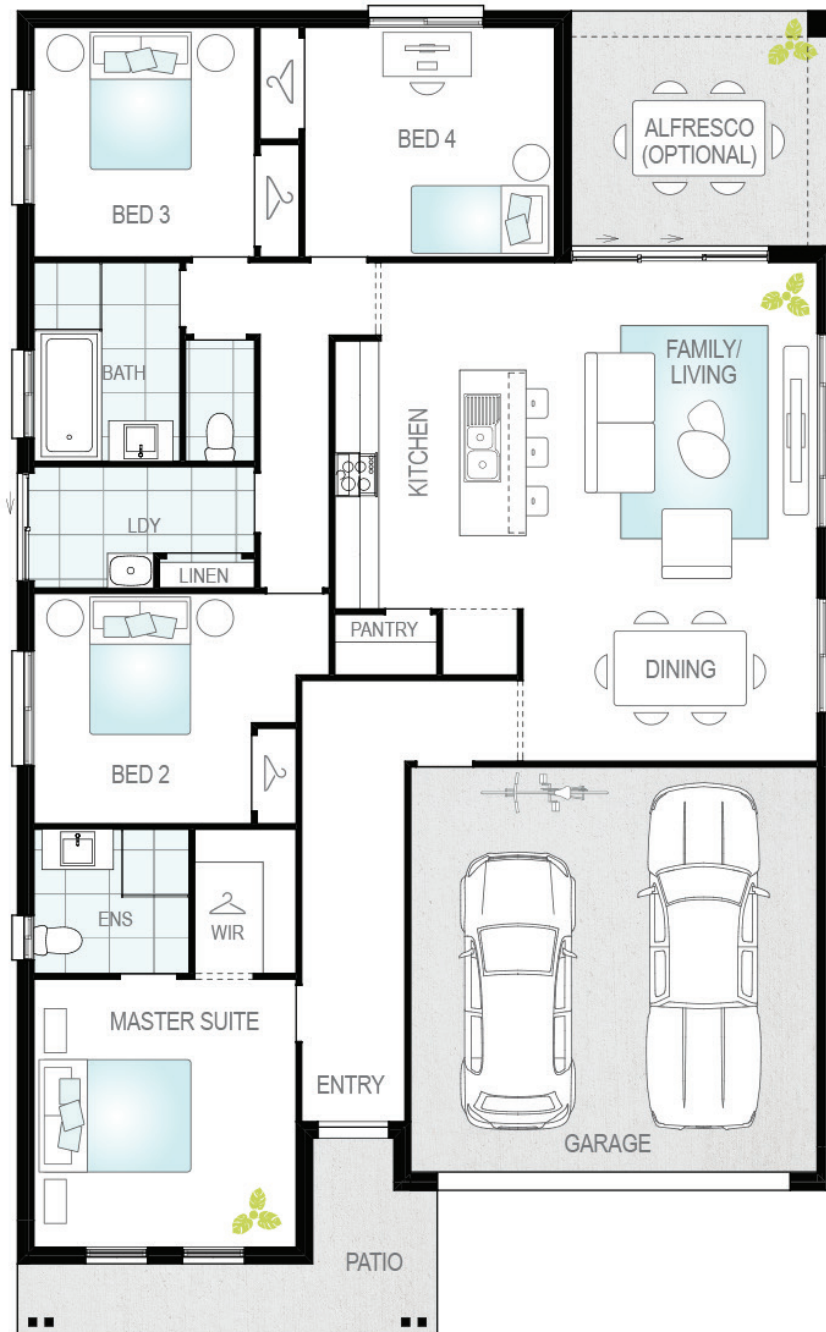 BED 3
BED 4
ALFRESCO
(OPTIONAL)
BATH
KITCHEN
FAMILY/
LIVING
LDY
LINEN
PANTRY
DINING
BED 2
ENS
WIR
MASTER SUITE
ENTRY
GARAGE
PATIO